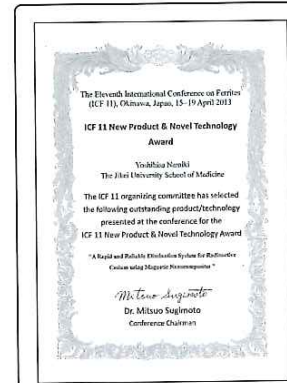 The Eleventh International Conference on Ferrites
(ICF 11), Okinawa, Japan, 15–19 April 2013
ICF 11 New Product & Novel Technology
Award
Yoshihisa Namiki
The Jikei University School of Medicine
The ICF 11 organizing committee has selected
the following outstanding product/technology
presented at the conference for the
ICF 11 New Product & Novel Technology Award
"A Rapid and Reliable Elimination System for Radioactive
Cesium using Magnetic Nanocomposites "
Mitsuo Sugimoto
Dr. Mitsuo Sugimoto
Conference Chairman